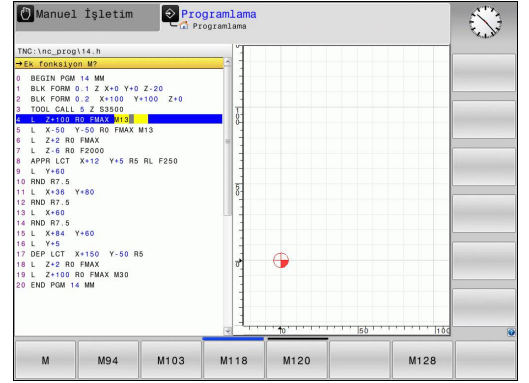 Manuel İşletim
Programlama
Programlama
TNC:\nc_prog\14.h
→Ek fonksiyon M?
0 BEGIN PGM 14 MM
1 BLK FORM 0.1 Z X+0 Y+0 Z-20
2 BLK FORM 0.2 X+100 Y+100 Z+0
3 TOOL CALL 5 Z S3500
4 L Z+100 R0 FMAX M13
5 L X-50 Y-50 R0 FMAX M13
6 L Z+2 R0 FMAX
7 L Z-6 R0 F2000
8 APPR LCT X+12 Y+5 R5 RL F250
9 L Y+60
10 RND R7.5
11 L X+36 Y+80
12 RND R7.5
13 L X+60
14 RND R7.5
15 L X+84 Y+60
16 L Y+5
17 DEP LCT X+150 Y-50 R5
18 L Z+2 R0 FMAX
19 L Z+100 R0 FMAX M30
20 END PGM 14 MM
0
0
50
100
M M94 M103 M118 M120 M128